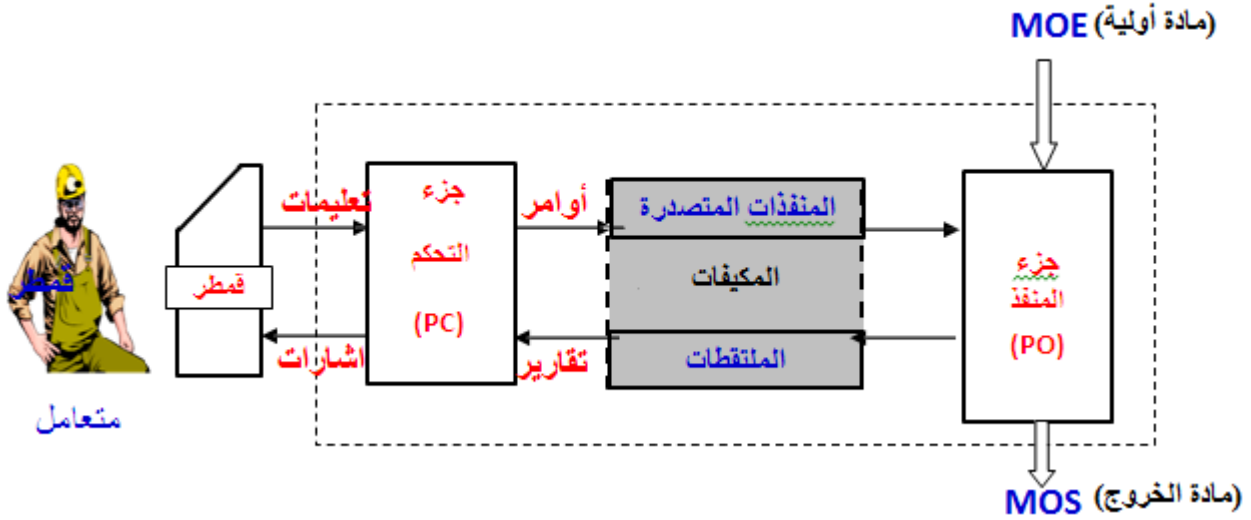 MOE (مادة أولية)
جزء
التحكم
(PC)
تعليمات
أوامر
المنفذات المتصدرة
المكيفات
الملتقطات
جزء
المنفذ
(PO)
قمطر
قمطر
اشارات
تقارير
متعامل
MOS (مادة الخروج)